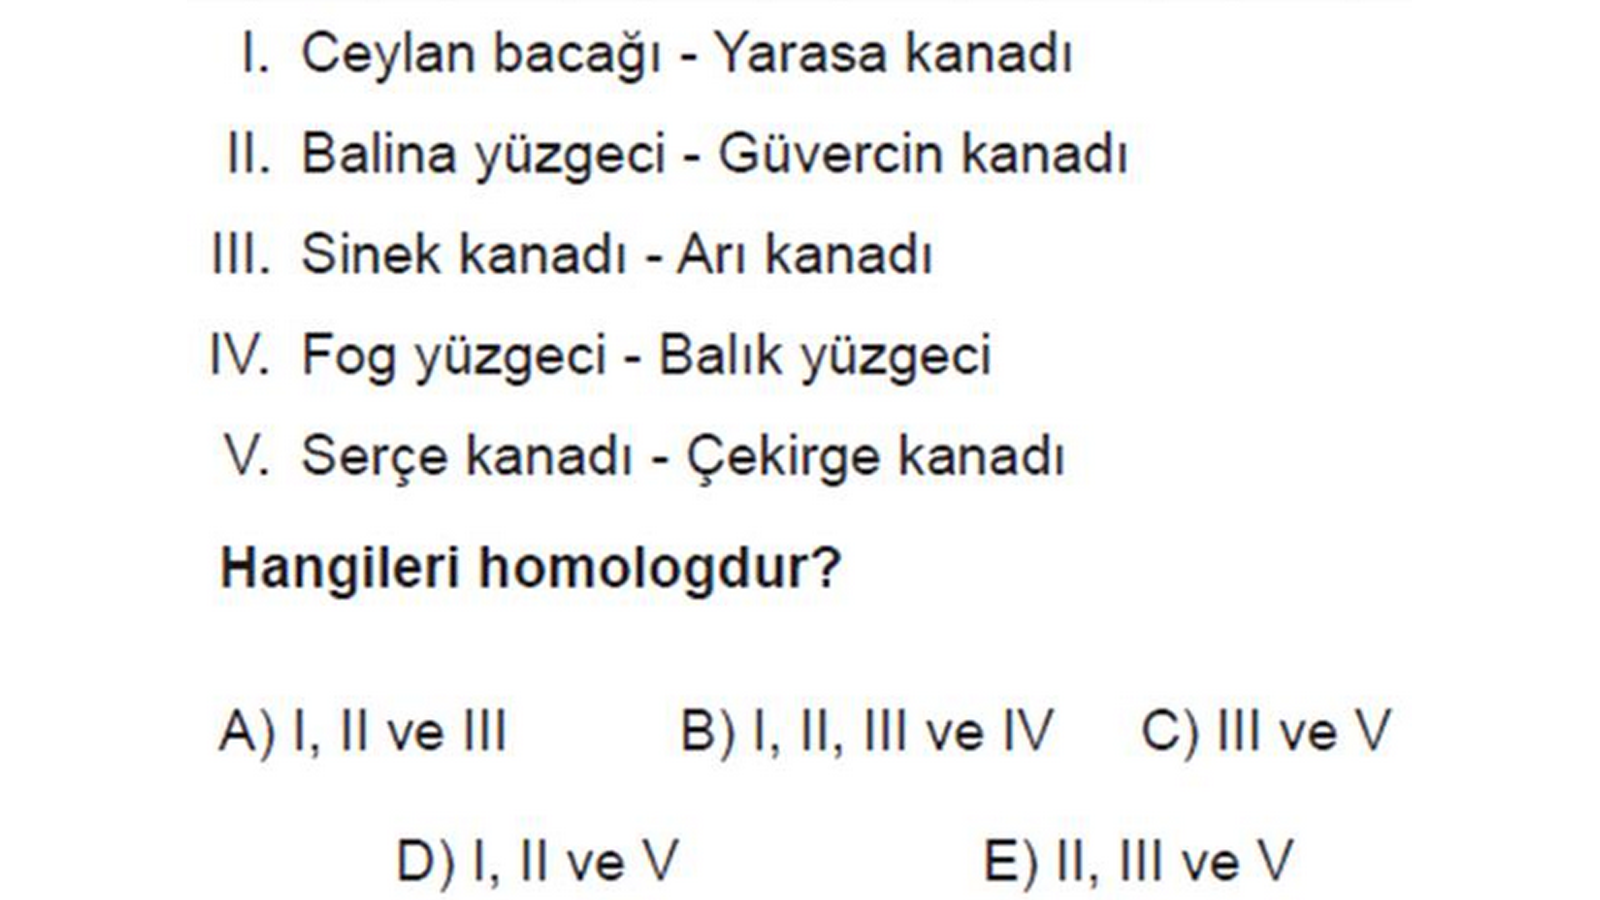 I. Ceylan bacağı - Yarasa kanadı
II. Balina yüzgeci - Güvercin kanadı
III. Sinek kanadı - Arı kanadı
IV. Fog yüzgeci - Balık yüzgeci
V. Serçe kanadı - Çekirge kanadı
Hangileri homologdur?
A) I, II ve III B) I, II, III ve IV C) III ve V
D) I, II ve V E) II, III ve V